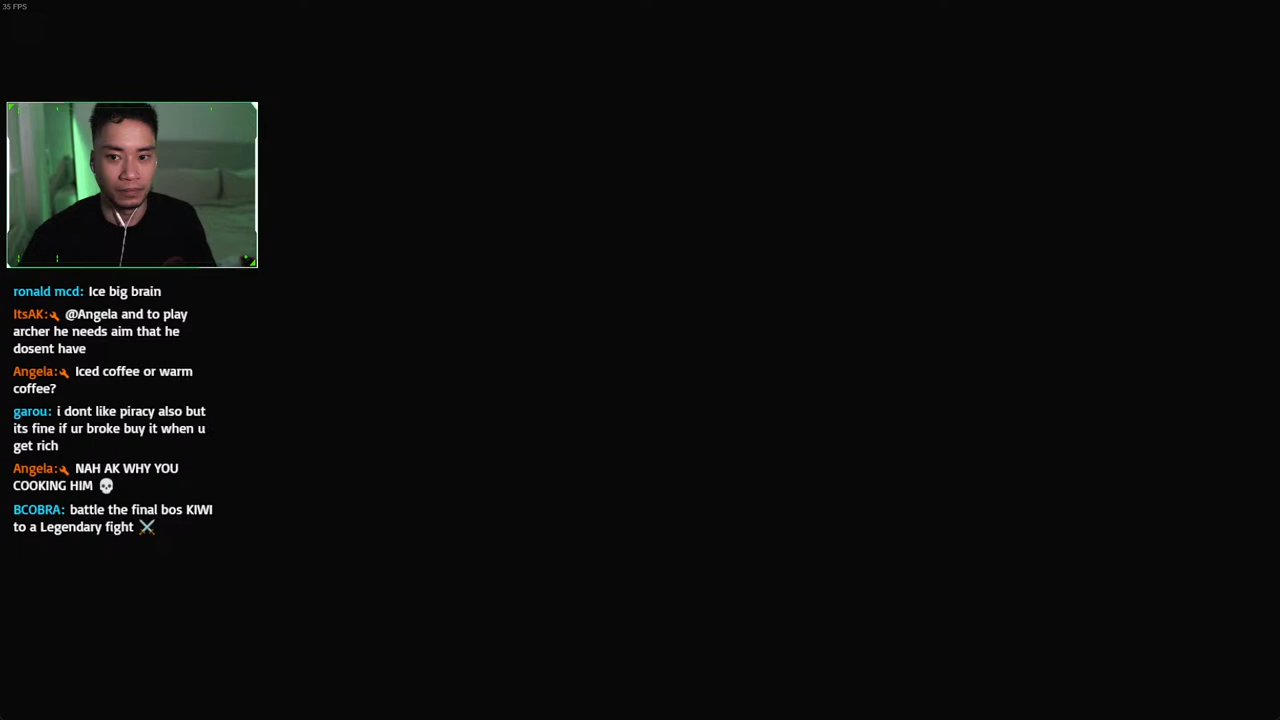 35 FPS
ronald mcd: Ice big brain
ItsAK: @Angela and to play
archer he needs aim that he
dosent have
Angela: Iced coffee or warm
coffee?
garou: i dont like piracy also but
its fine if ur broke buy it when u
get rich
Angela: NAH AK WHY YOU
COOKING HIM 💀
BCOBRA: battle the final bos KIWI
to a Legendary fight ⚔️